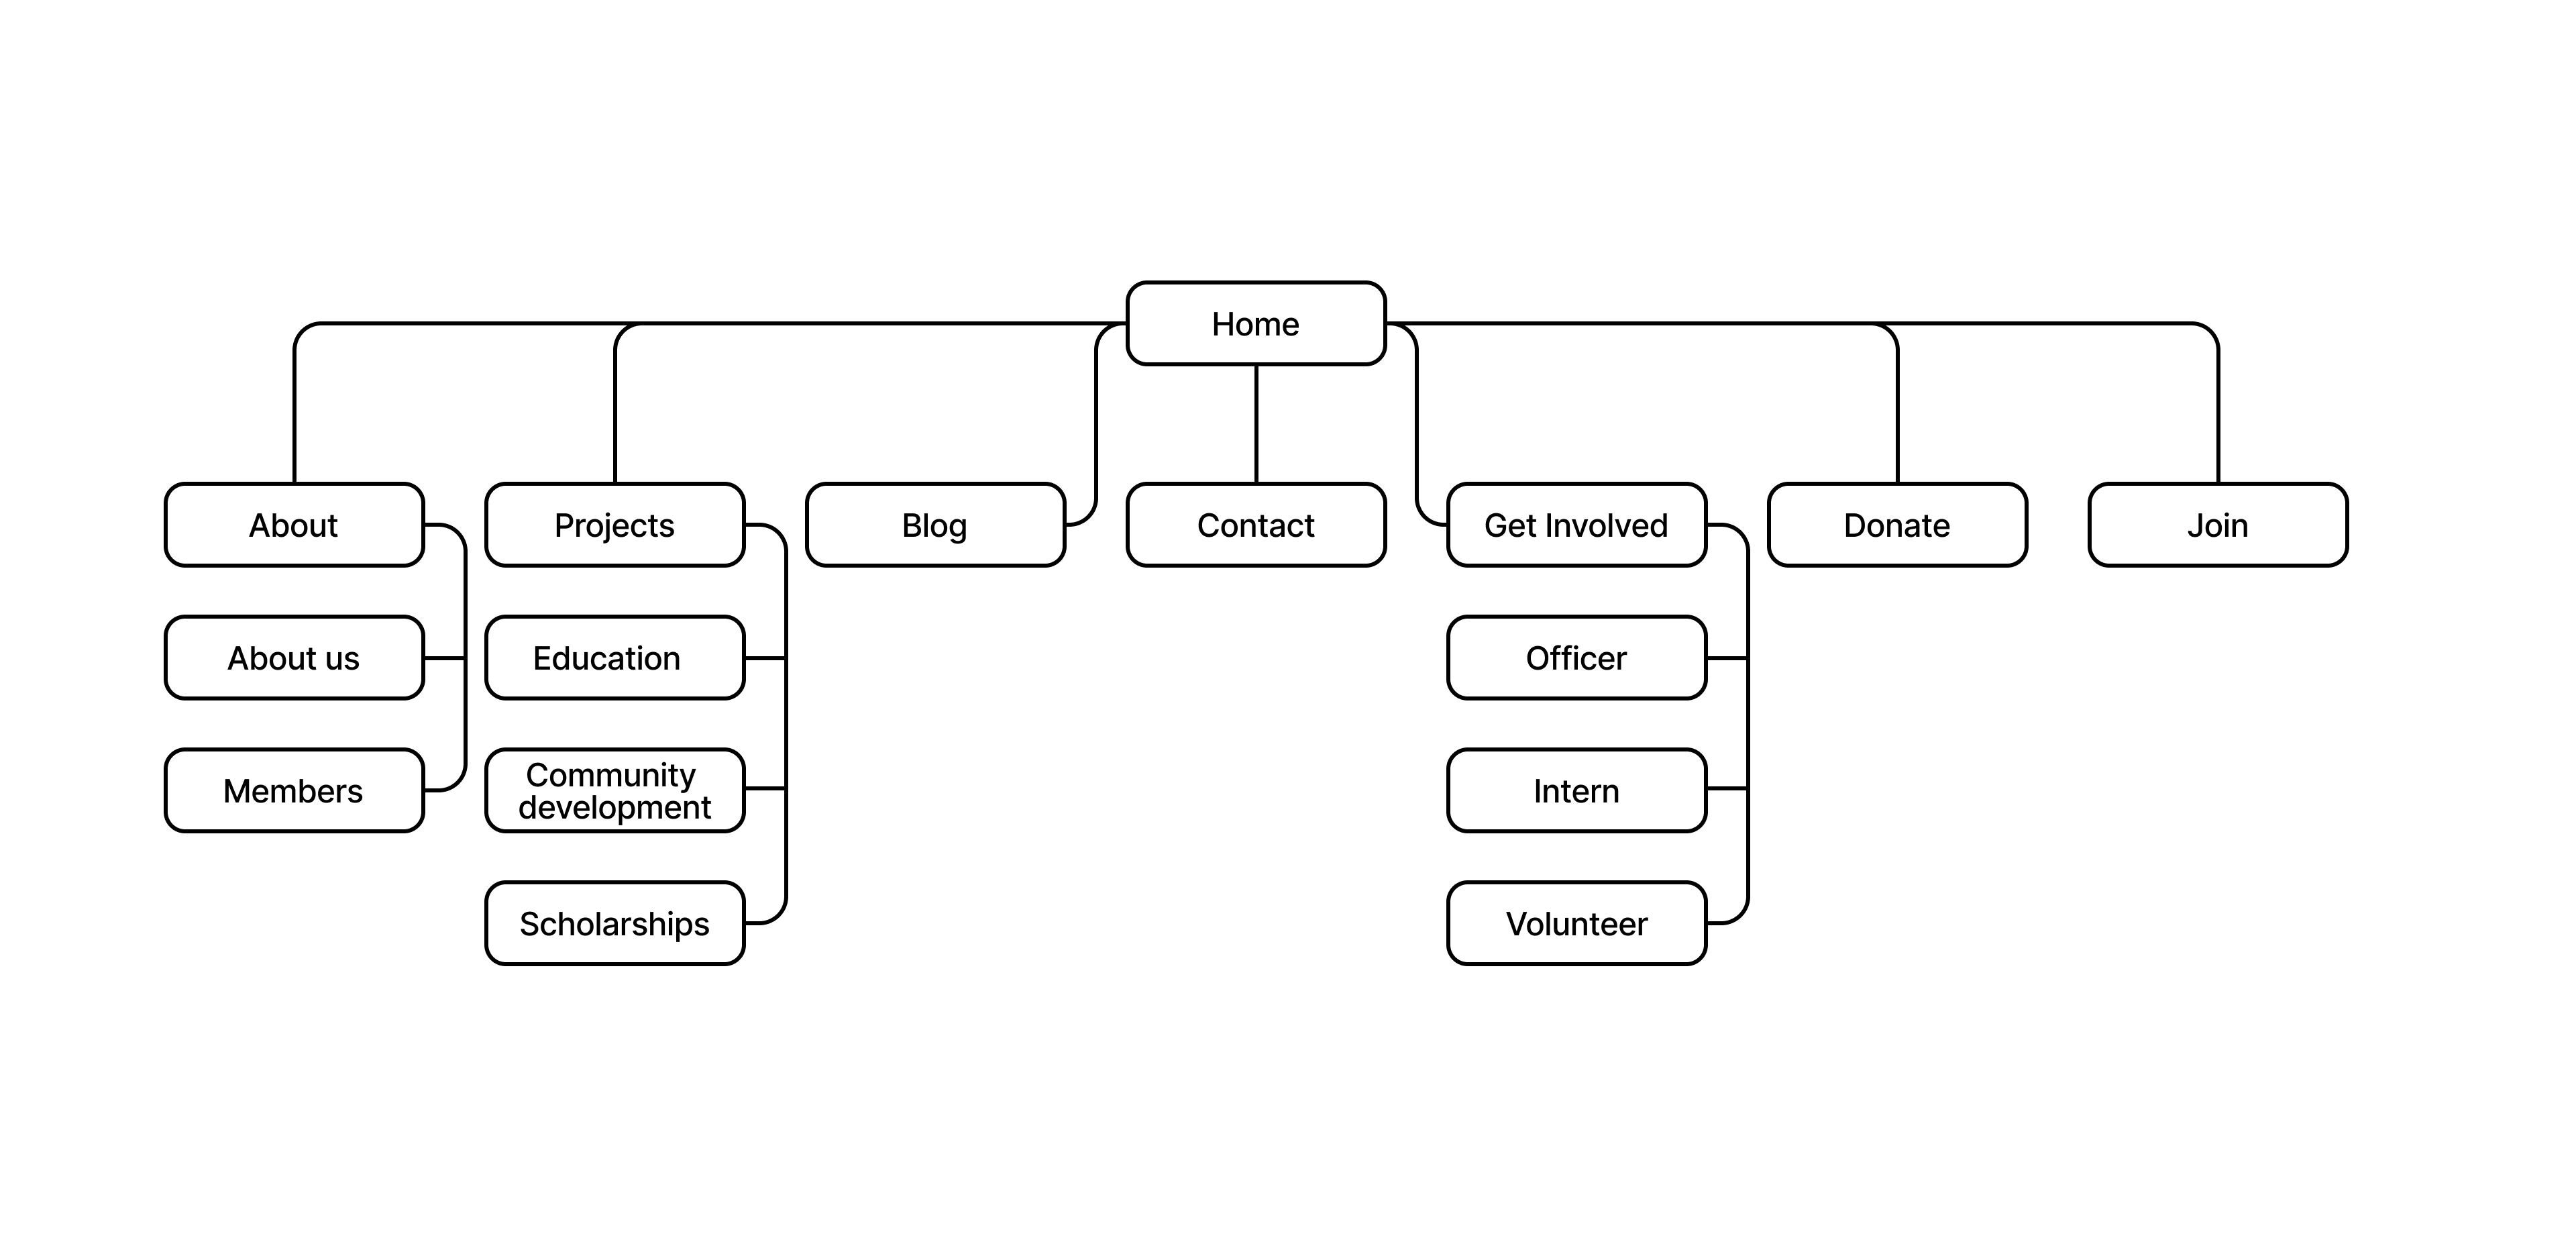 Home
About
Projects
Blog
Contact
Get Involved
Donate
Join
About us
Education
Officer
Members
Community
development
Intern
Scholarships
Volunteer